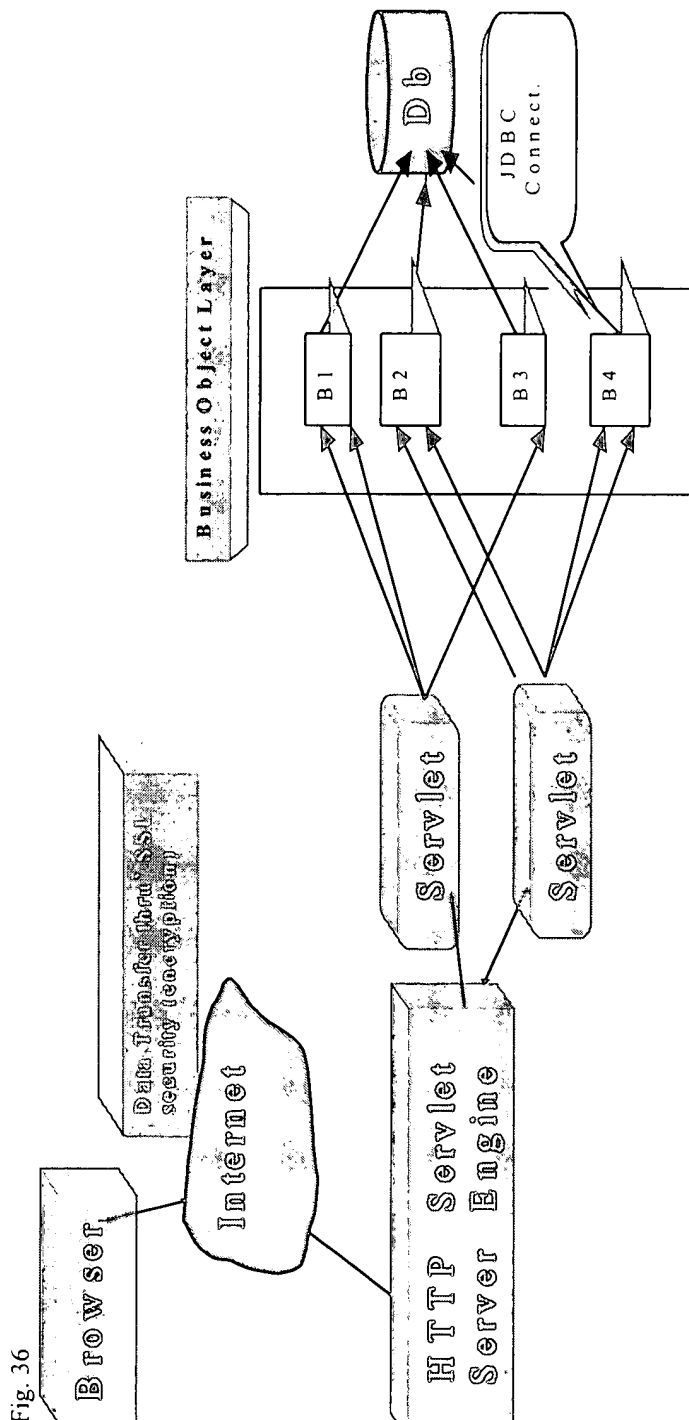 Fig. 36
Browser
Internet
Data Transfer thru' SSL
security (encryption)
HTTP Servlet
Server Engine
Servlet
Servlet
Business Object Layer
B1
B2
B3
B4
Db
JDBC
Connect.